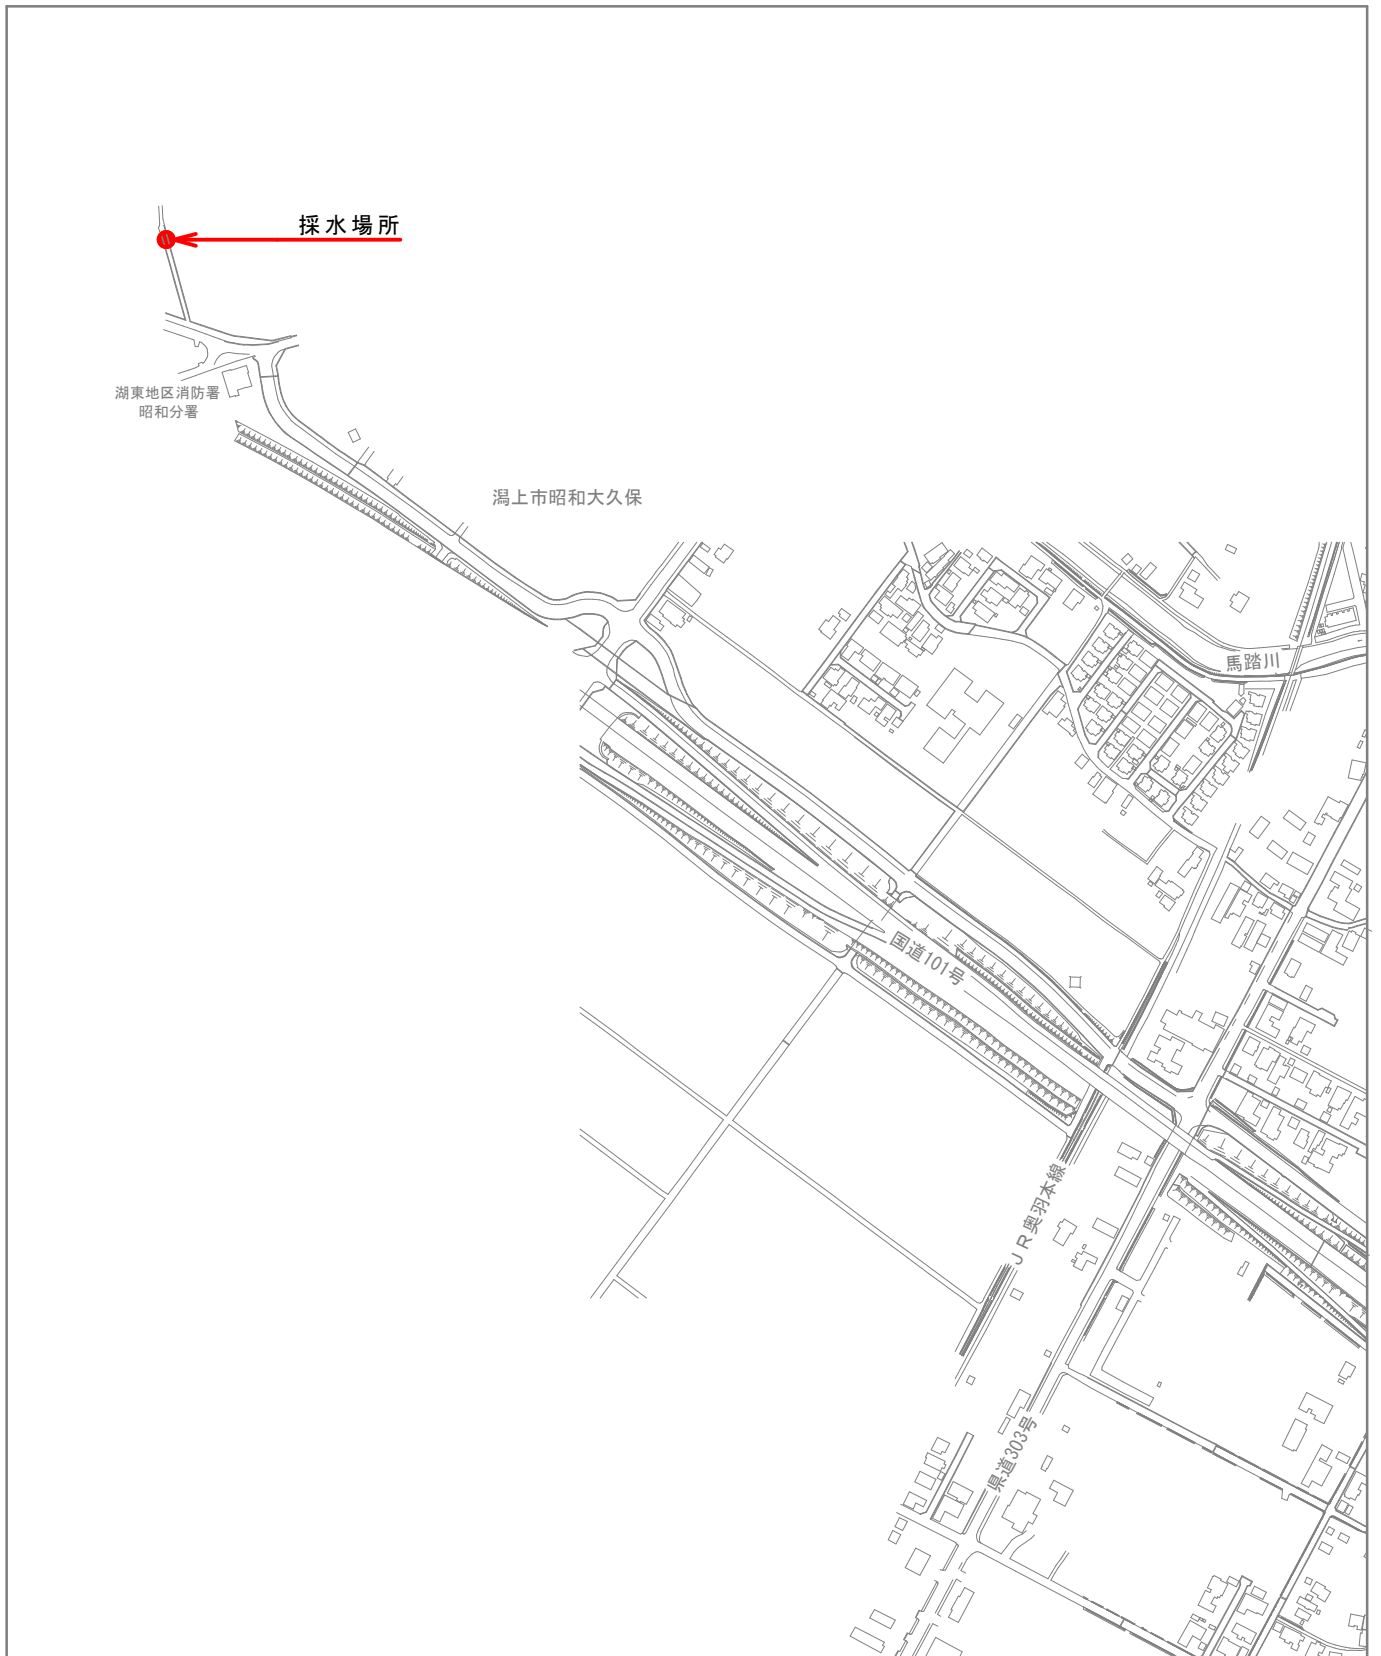 採水場所
湖東地区消防署
昭和分署
潟上市昭和大久保
馬踏川
国道101号
JR奥羽本線
県道303号